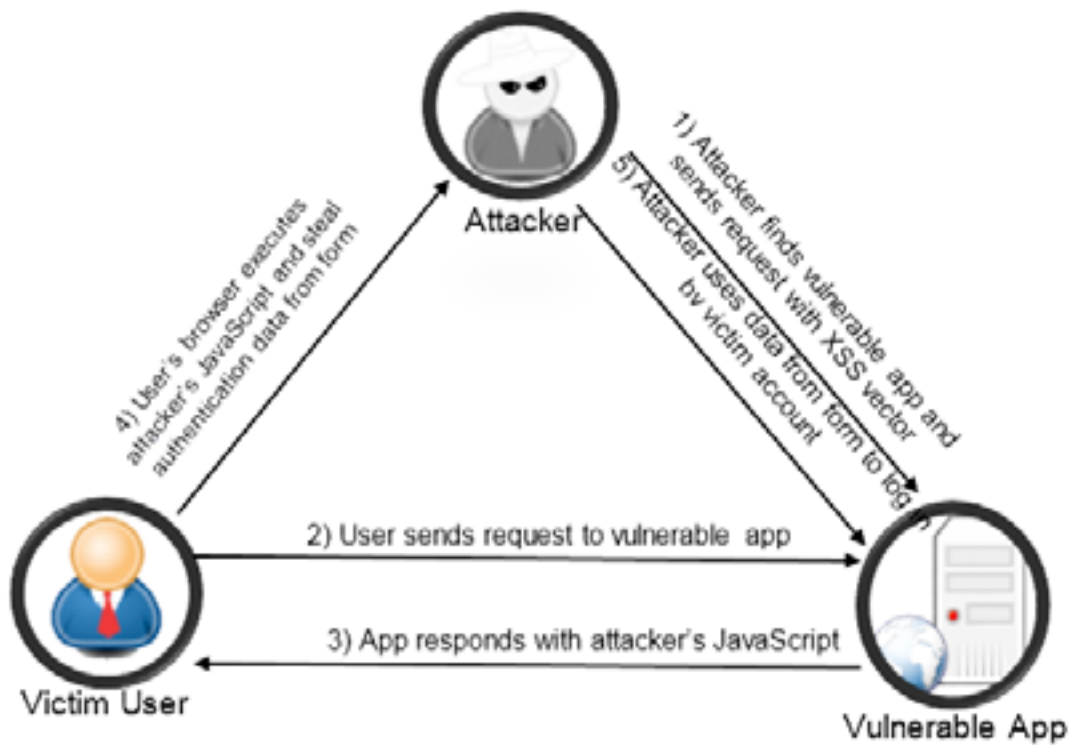 Attacker
1) Attacker finds vulnerable app and
sends request with XSS vector
5) Attacker uses data from form to log in
by victim account
4) User's browser executes
attacker's JavaScript and steal
authentication data from form
2) User sends request to vulnerable app
3) App responds with attacker's JavaScript
Victim User
Vulnerable App